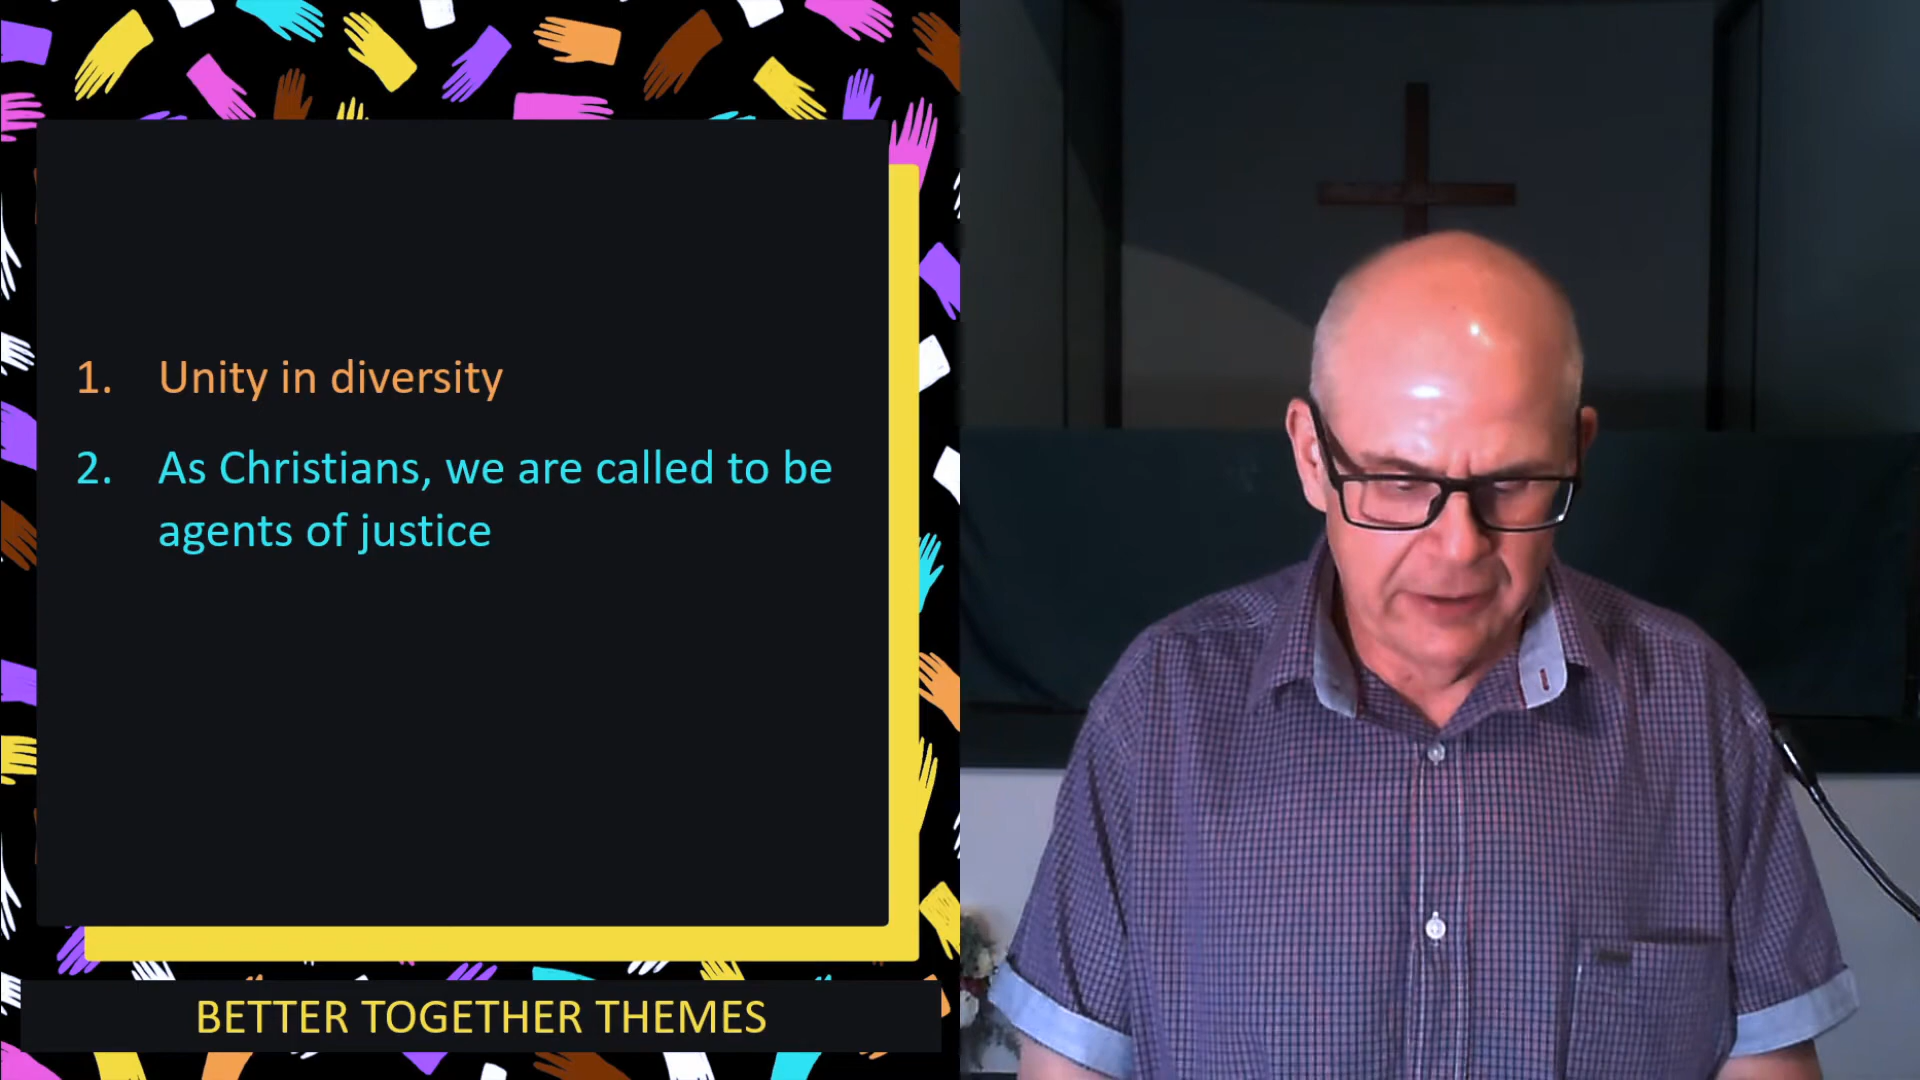 1. Unity in diversity
2. As Christians, we are called to be
agents of justice
BETTER TOGETHER THEMES